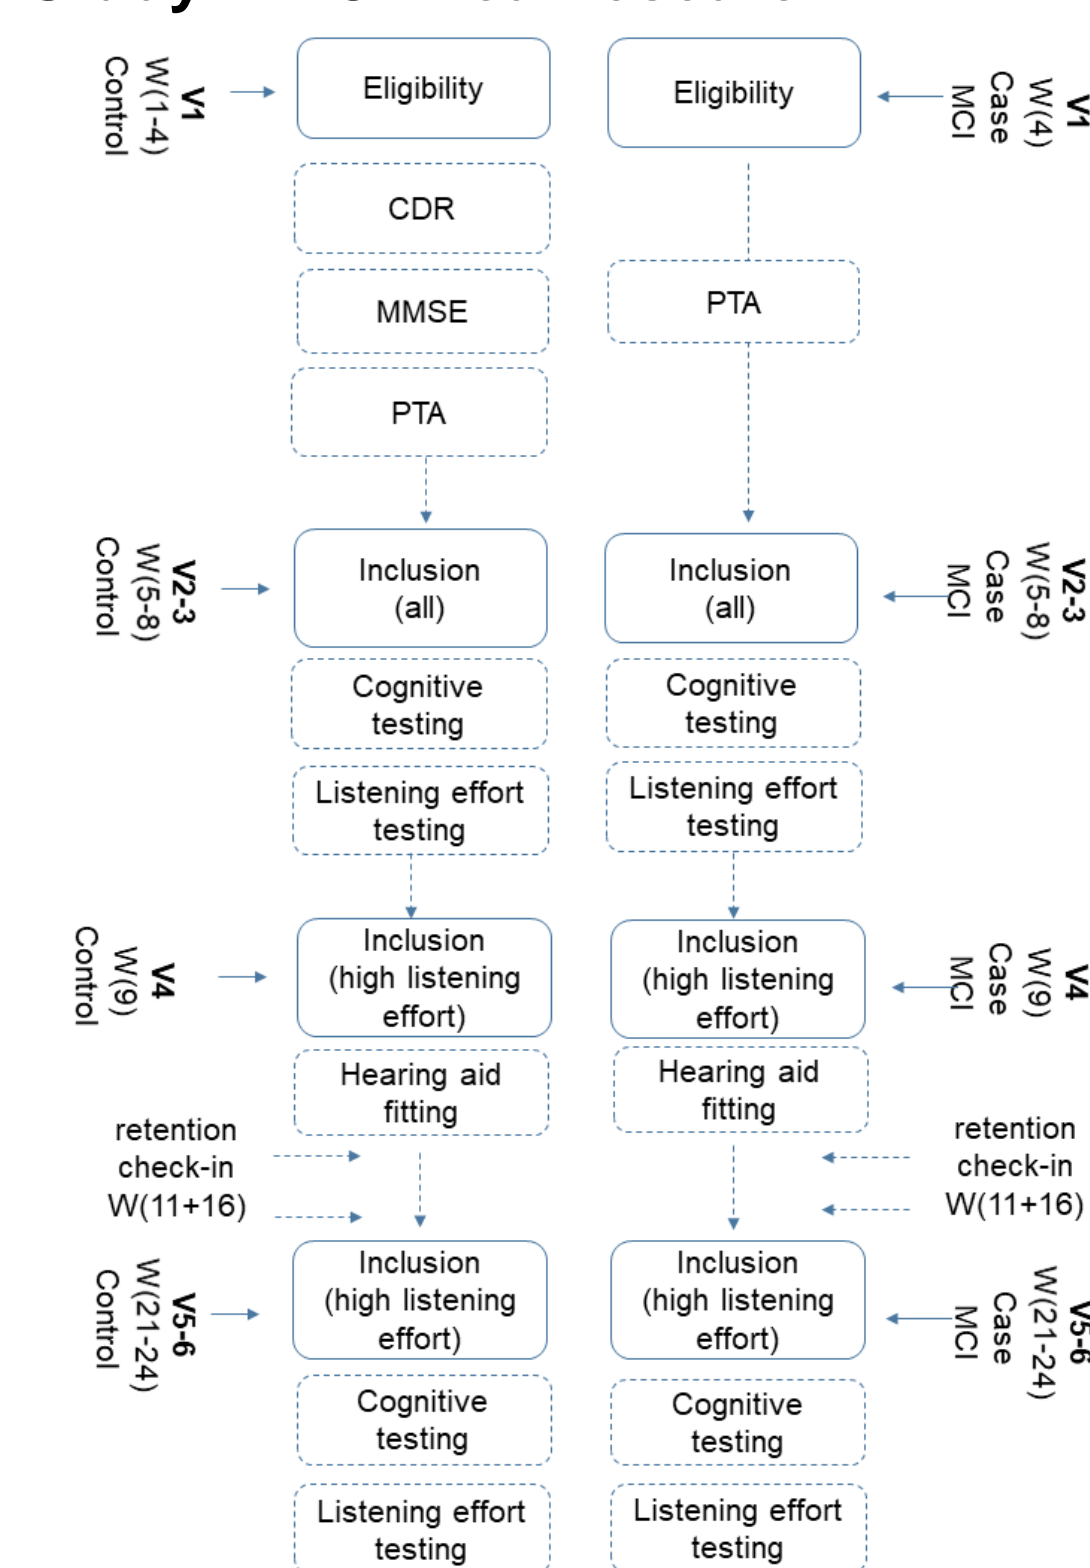 V1
W(1-4)
Control
Eligibility
Eligibility
V1
W(4)
Case
MCI
CDR
MMSE
PTA
PTA
V2-3
W(5-8)
Control
Inclusion
(all)
Inclusion
(all)
V2-3
W(5-8)
Case
MCI
Cognitive
testing
Cognitive
testing
Listening effort
testing
Listening effort
testing
V4
W(9)
Control
Inclusion
(high listening
effort)
Inclusion
(high listening
effort)
V4
W(9)
Case
MCI
Hearing aid
fitting
Hearing aid
fitting
retention
check-in
W(11+16)
retention
check-in
W(11+16)
V5-6
W(21-24)
Control
Inclusion
(high listening
effort)
Inclusion
(high listening
effort)
V5-6
W(21-24)
Case
MCI
Cognitive
testing
Cognitive
testing
Listening effort
testing
Listening effort
testing